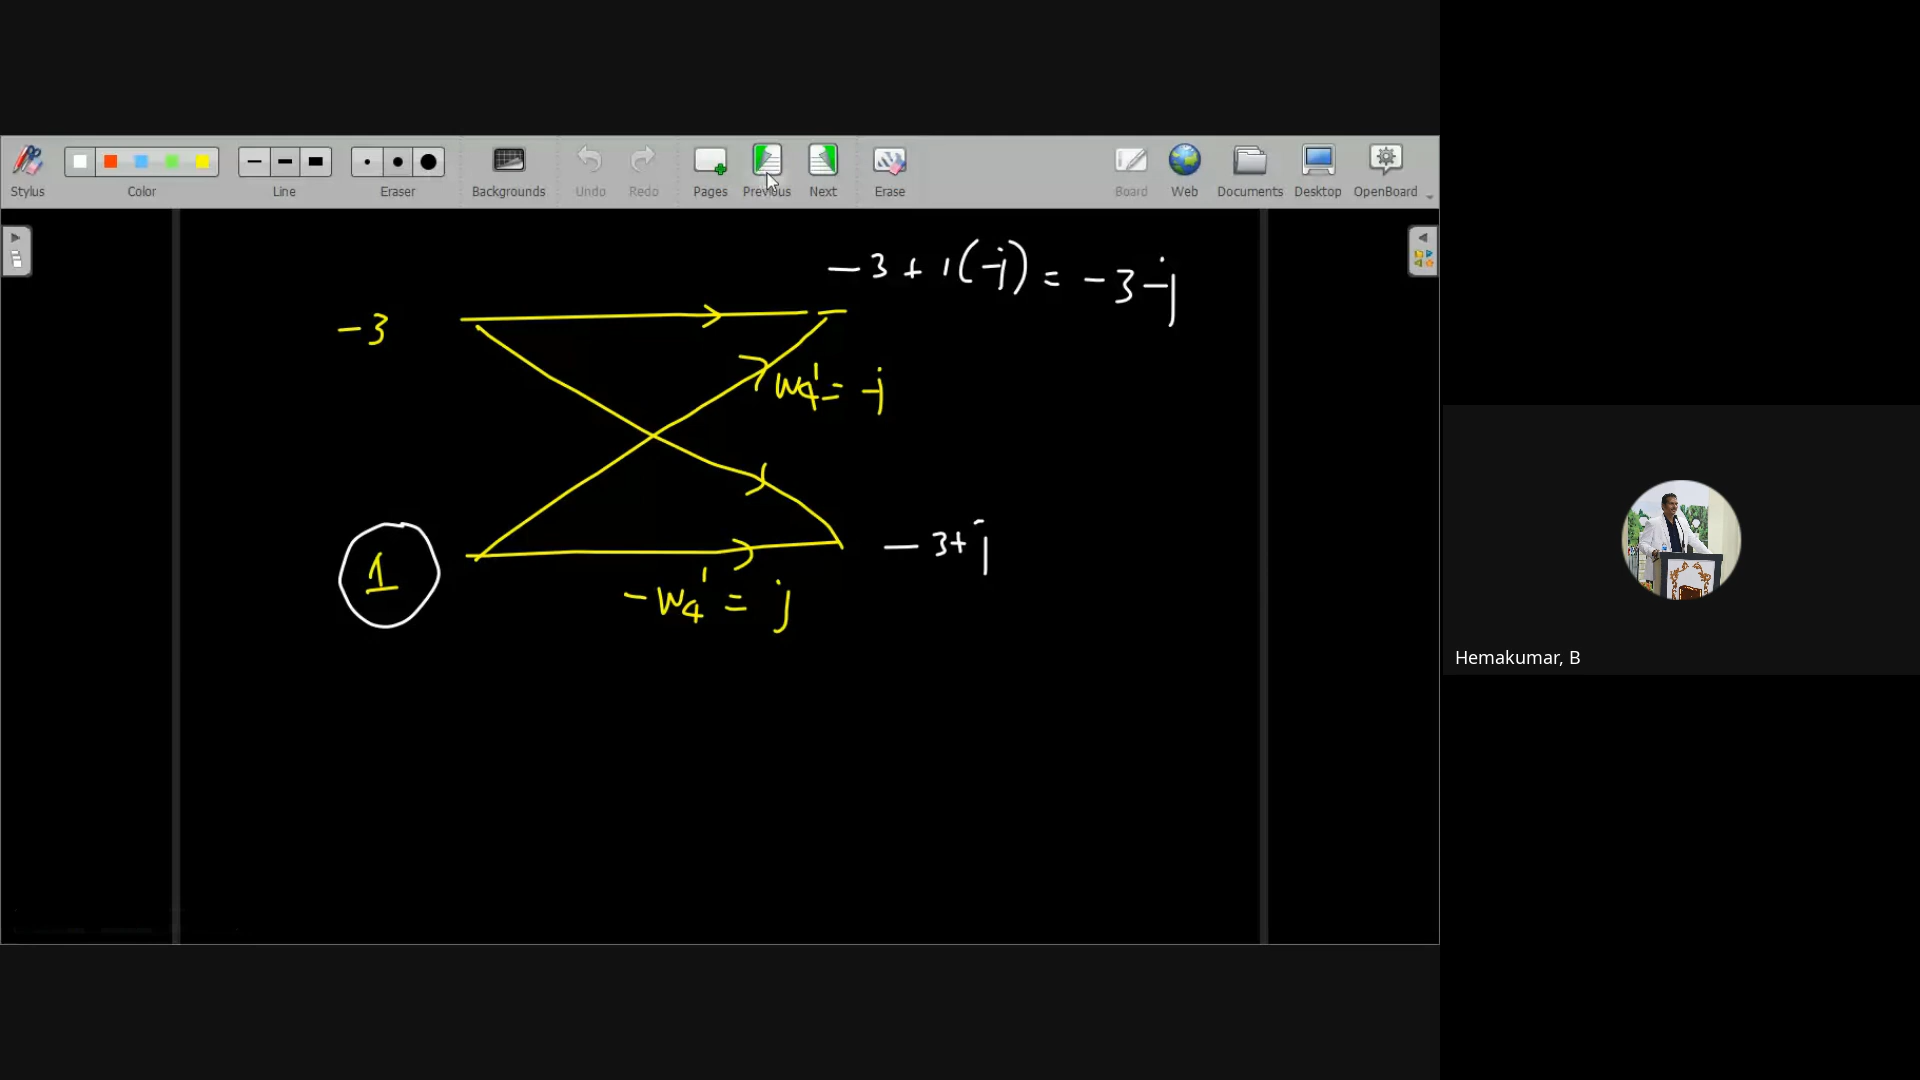 Stylus Color Line Eraser Backgrounds Undo Redo Pages Previous Next Erase Board Web Documents Desktop OpenBoard
-3 + 1(-j) = -3-j
-3
W₄¹ = -j
1
-3+j
-W₄¹ = j
Hemakumar, B